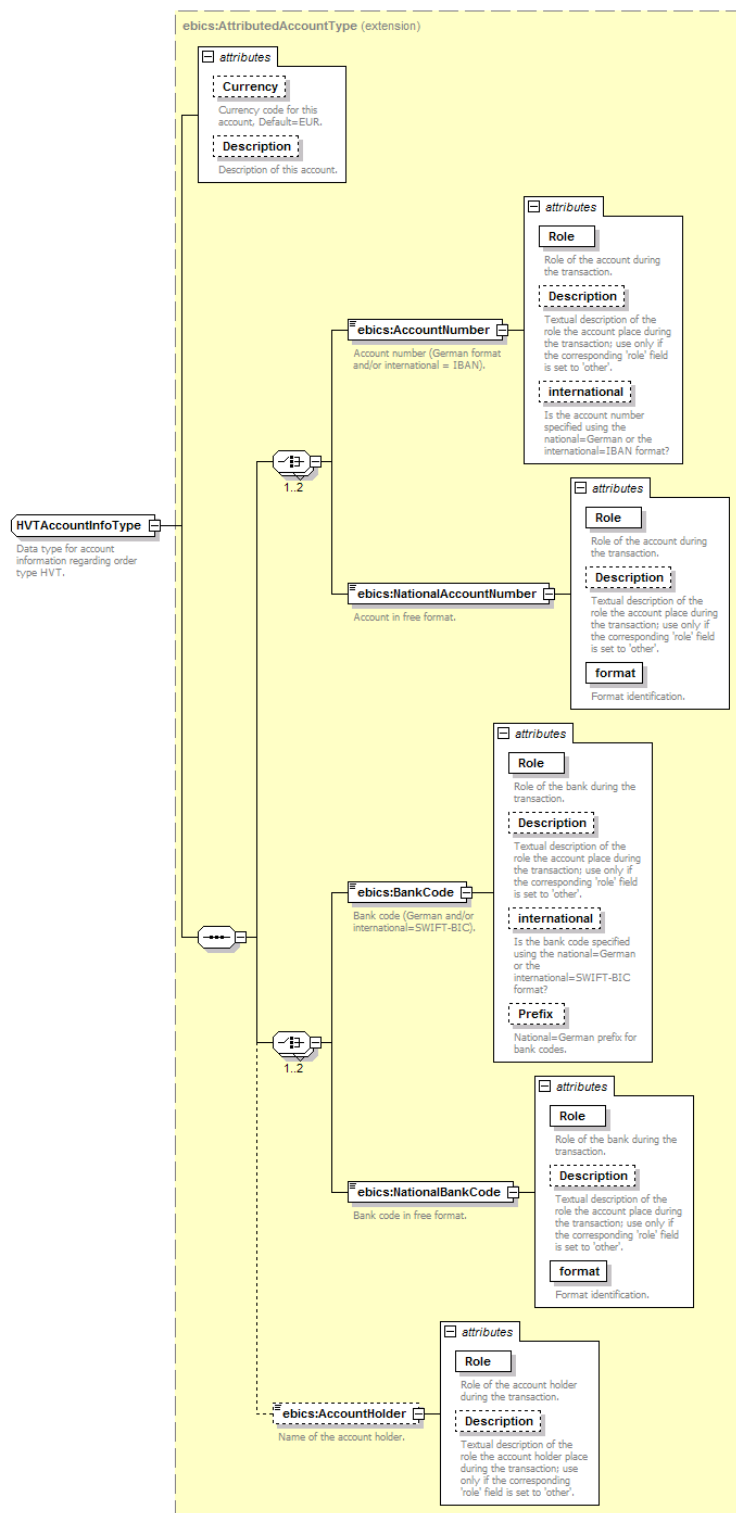 ebics:AttributedAccountType (extension)
attributes
Currency
Currency code for this
account, Default=EUR.
Description
Description of this account.
attributes
Role
Role of the account during
the transaction.
Description
Textual description of the
role the account place during
the transaction; use only if
the corresponding 'role' field
is set to 'other'.
international
Is the account number
specified using the
national=German or the
international=IBAN format?
ebics:AccountNumber
Account number (German format
and/or international = IBAN).
1..2
HVTAccountInfoType
Data type for account
information regarding order
type HVT.
attributes
Role
Role of the account during
the transaction.
Description
Textual description of the
role the account place during
the transaction; use only if
the corresponding 'role' field
is set to 'other'.
format
Format identification.
ebics:NationalAccountNumber
Account in free format.
attributes
Role
Role of the bank during the
transaction.
Description
Textual description of the
role the account place during
the transaction; use only if
the corresponding 'role' field
is set to 'other'.
international
Is the bank code specified
using the national=German
or the
international=SWIFT-BIC
format?
Prefix
National=German prefix for
bank codes.
ebics:BankCode
Bank code (German and/or
international=SWIFT-BIC).
1..2
attributes
Role
Role of the bank during the
transaction.
Description
Textual description of the
role the account place during
the transaction; use only if
the corresponding 'role' field
is set to 'other'.
format
Format identification.
ebics:NationalBankCode
Bank code in free format.
attributes
Role
Role of the account holder
during the transaction.
Description
Textual description of the
role the account holder place
during the transaction; use
only if the corresponding
'role' field is set to 'other'.
ebics:AccountHolder
Name of the account holder.